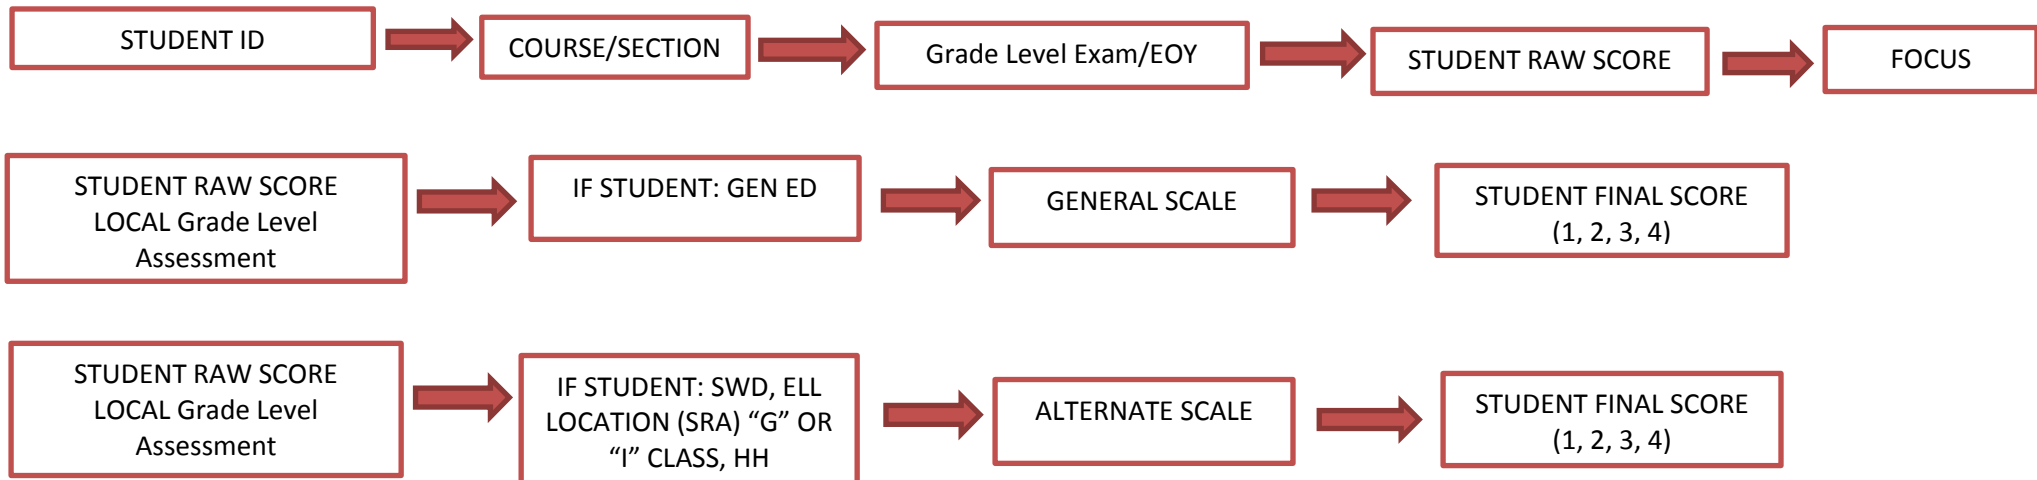 STUDENT ID
COURSE/SECTION
Grade Level Exam/EOY
STUDENT RAW SCORE
FOCUS
STUDENT RAW SCORE
LOCAL Grade Level
Assessment
IF STUDENT: GEN ED
GENERAL SCALE
STUDENT FINAL SCORE
(1, 2, 3, 4)
STUDENT RAW SCORE
LOCAL Grade Level
Assessment
IF STUDENT: SWD, ELL
LOCATION (SRA) “G” OR
“I” CLASS, HH
ALTERNATE SCALE
STUDENT FINAL SCORE
(1, 2, 3, 4)